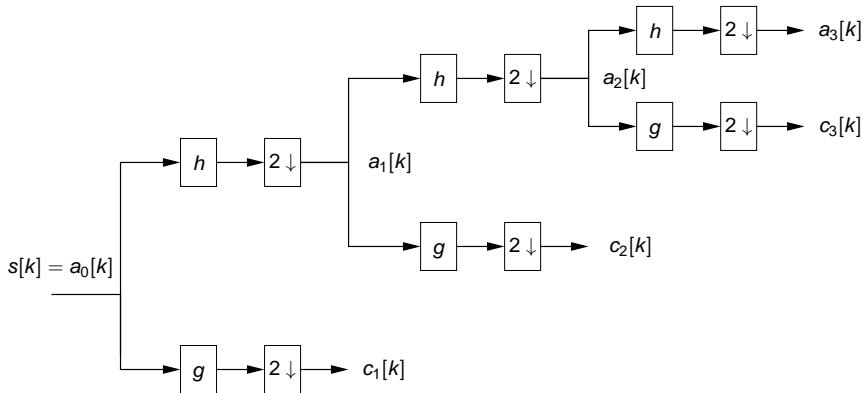 h 2 ↓ a₃[k]
h 2 ↓ a₂[k]
g 2 ↓ c₃[k]
h 2 ↓ a₁[k]
g 2 ↓ c₂[k]
s[k] = a₀[k]
g 2 ↓ c₁[k]